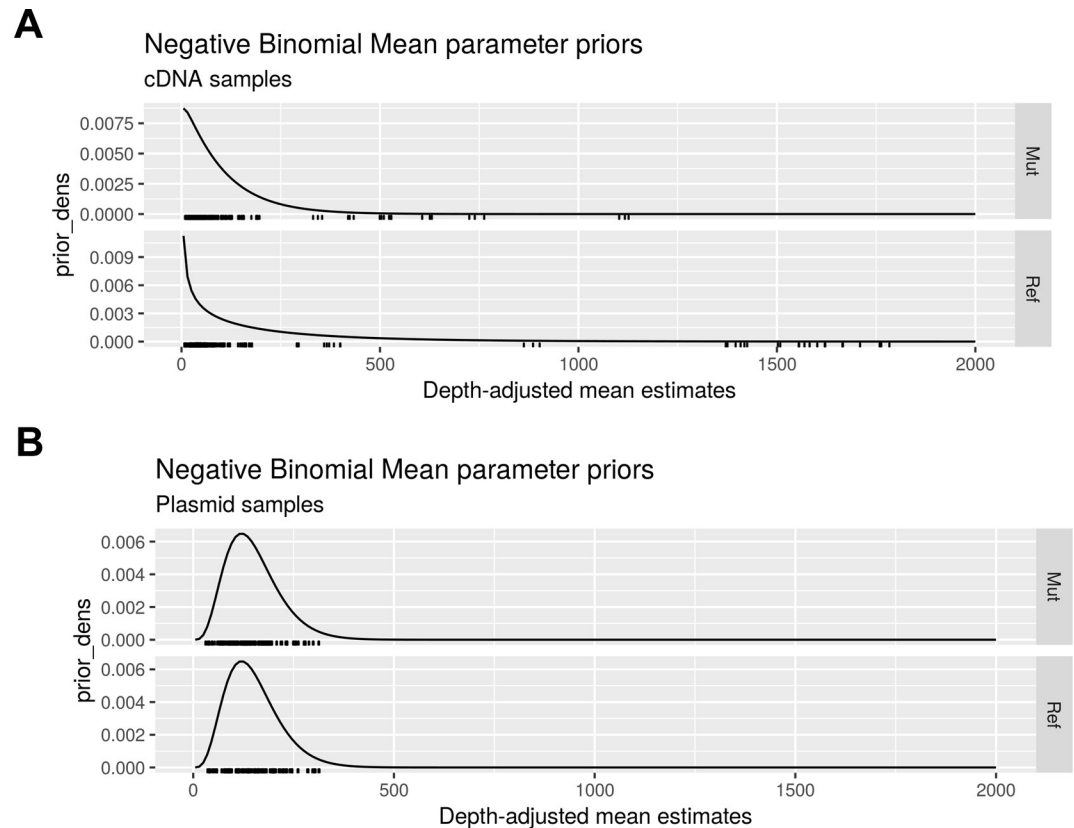 A
Negative Binomial Mean parameter priors
cDNA samples
prior_dens
0.0075
0.0050
0.0025
0.0000
Mut
0.009
0.006
0.003
0.000
Ref
0 500 1000 1500 2000
Depth-adjusted mean estimates
B
Negative Binomial Mean parameter priors
Plasmid samples
prior_dens
0.006
0.004
0.002
0.000
Mut
0.006
0.004
0.002
0.000
Ref
0 500 1000 1500 2000
Depth-adjusted mean estimates